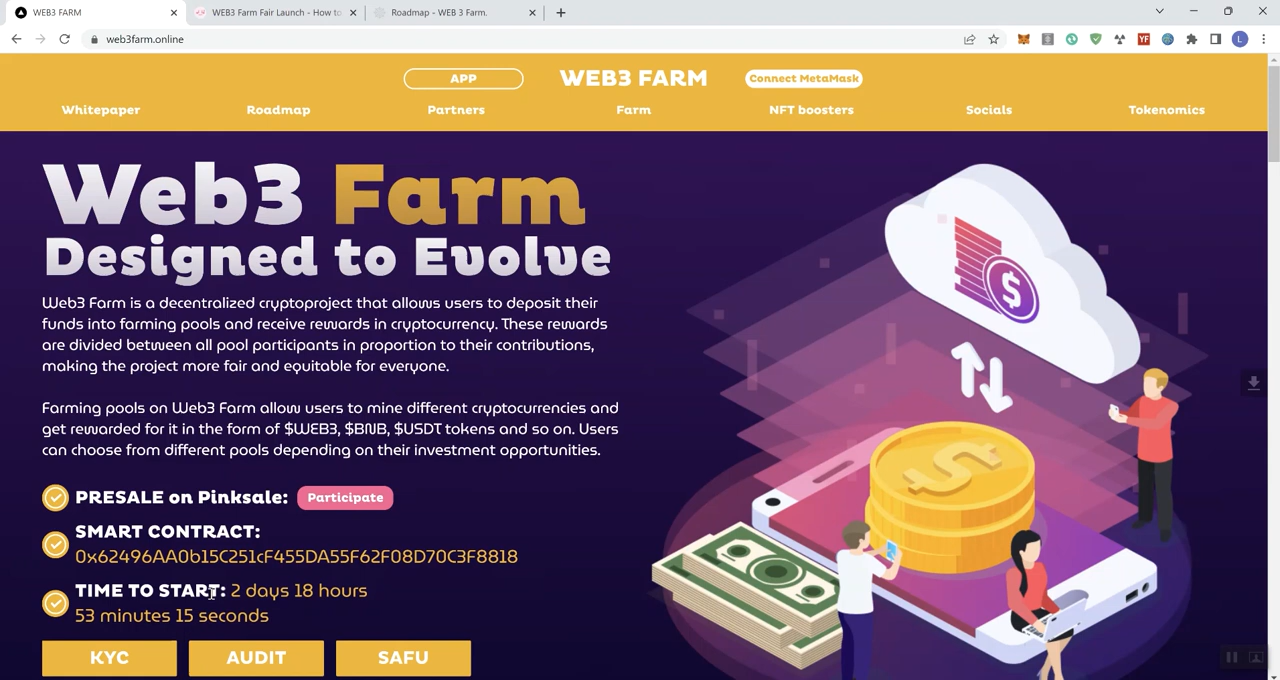 WEB3 FARM
WEB3 Farm Fair Launch - How to
Roadmap - WEB 3 Farm.
web3farm.online
YF
L
APP
WEB3 FARM
Connect MetaMask
Whitepaper
Roadmap
Partners
Farm
NFT boosters
Socials
Tokenomics
Web3 Farm
Designed to Evolve
Web3 Farm is a decentralized cryptoproject that allows users to deposit their
funds into farming pools and receive rewards in cryptocurrency. These rewards
are divided between all pool participants in proportion to their contributions,
making the project more fair and equitable for everyone.
Farming pools on Web3 Farm allow users to mine different cryptocurrencies and
get rewarded for it in the form of $WEB3, $BNB, $USDT tokens and so on. Users
can choose from different pools depending on their investment opportunities.
PRESALE on Pinksale: Participate
SMART CONTRACT:
0x62496AA0b15C251cF455DA55F62F08D70C3F8818
TIME TO START: 2 days 18 hours
53 minutes 15 seconds
KYC
AUDIT
SAFU